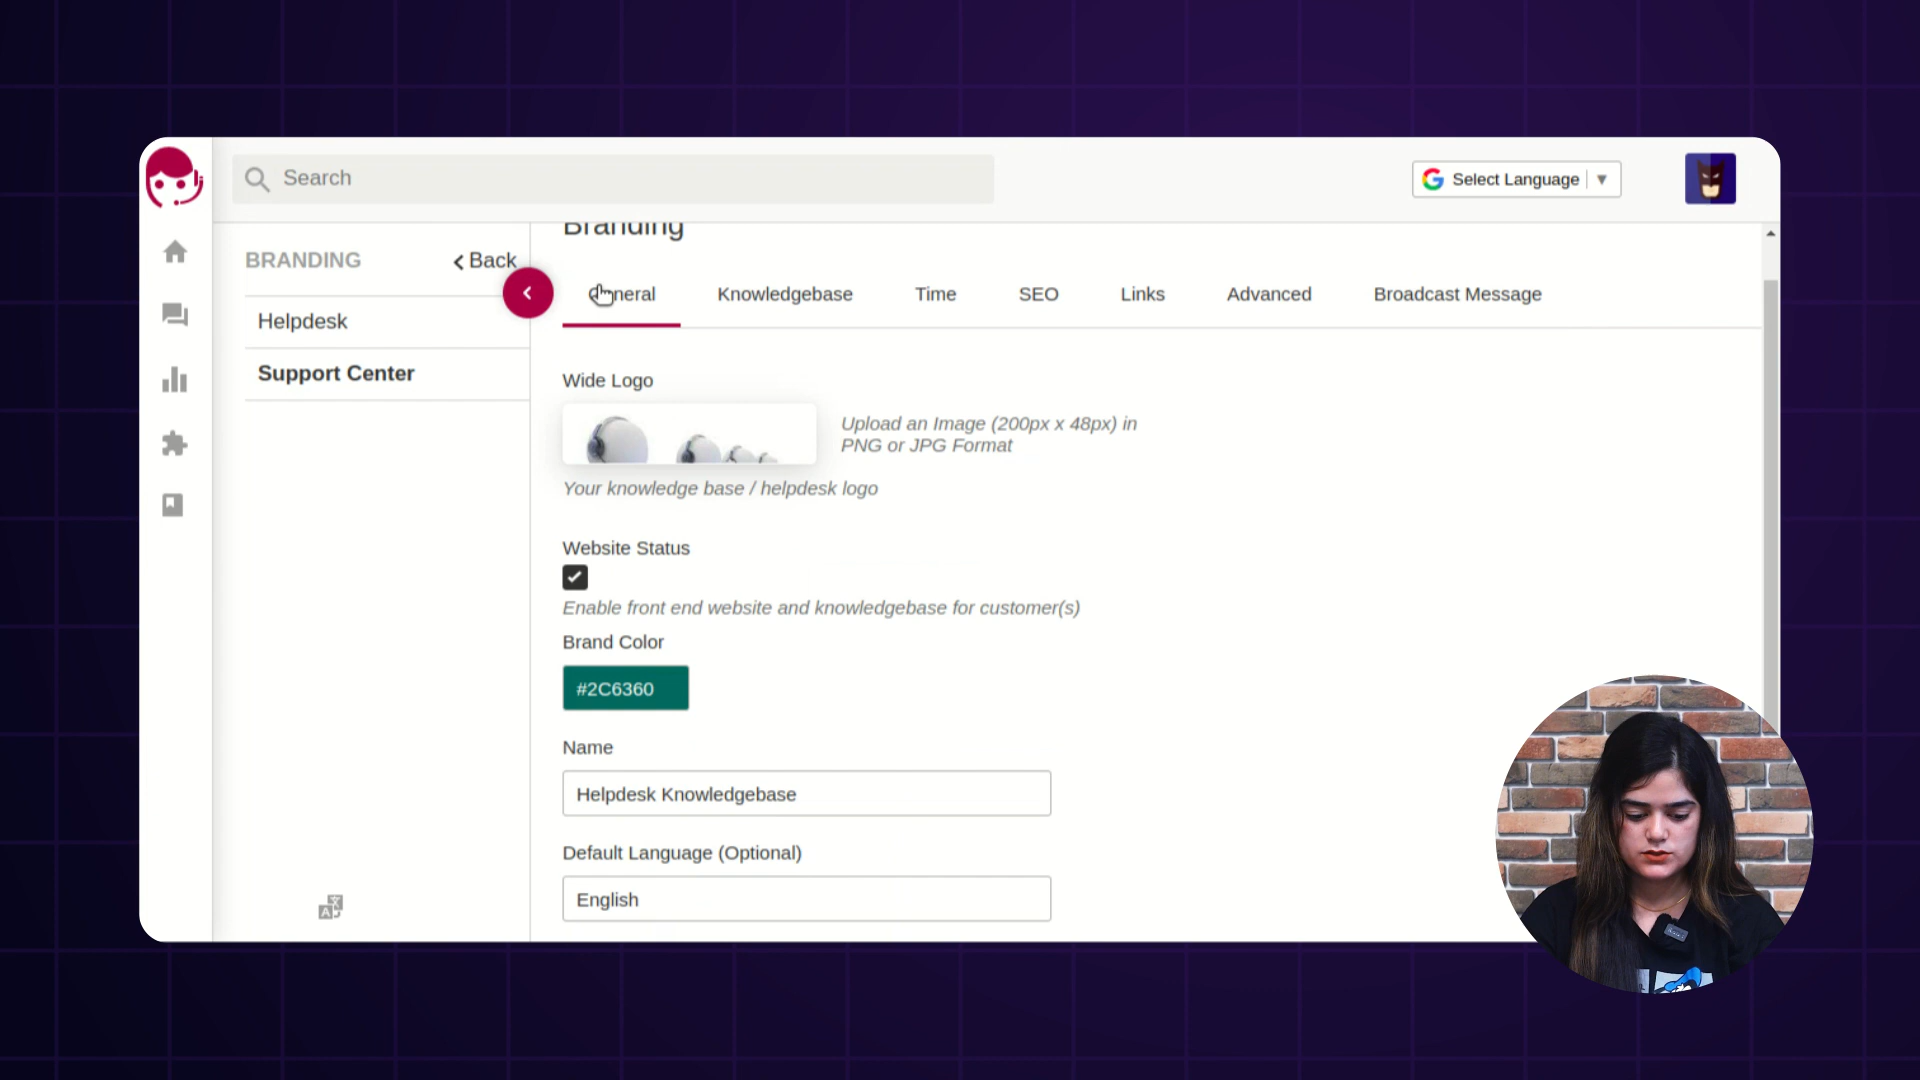 Search
Select Language
BRANDING
Back
Helpdesk
Support Center
Branding
General
Knowledgebase
Time
SEO
Links
Advanced
Broadcast Message
Wide Logo
Upload an Image (200px x 48px) in
PNG or JPG Format
Your knowledge base / helpdesk logo
Website Status
Enable front end website and knowledgebase for customer(s)
Brand Color
#2C6360
Name
Helpdesk Knowledgebase
Default Language (Optional)
English